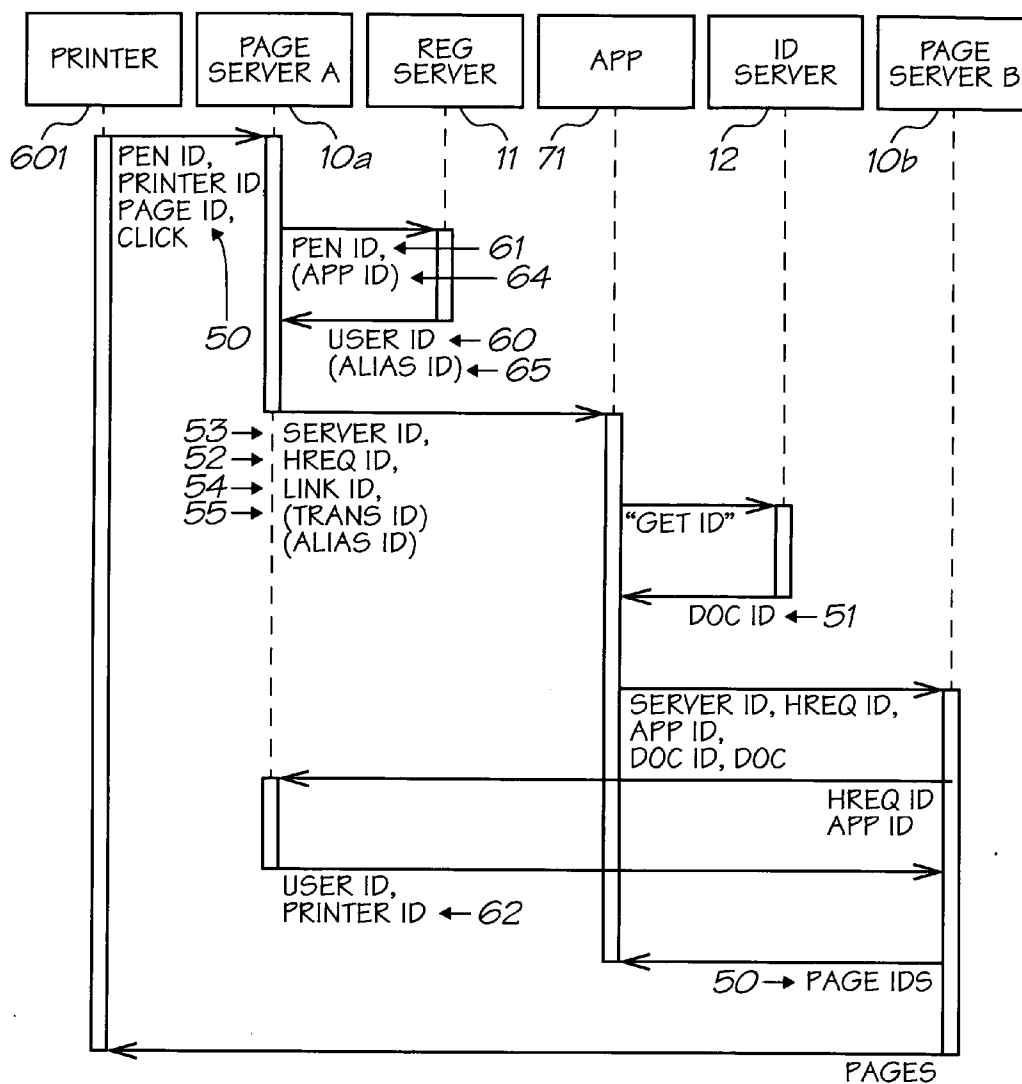 PRINTER
PAGE
SERVER A
REG
SERVER
APP
ID
SERVER
PAGE
SERVER B
601
10a
11
71
12
10b
PEN ID,
PRINTER ID,
PAGE ID,
CLICK
50
PEN ID,
61
(APP ID)
64
USER ID
60
(ALIAS ID)
65
53
SERVER ID,
52
HREQ ID,
54
LINK ID,
55
(TRANS ID)
(ALIAS ID)
"GET ID"
DOC ID
51
SERVER ID, HREQ ID,
APP ID,
DOC ID, DOC
HREQ ID
APP ID
USER ID,
PRINTER ID
62
50
PAGE IDS
PAGES